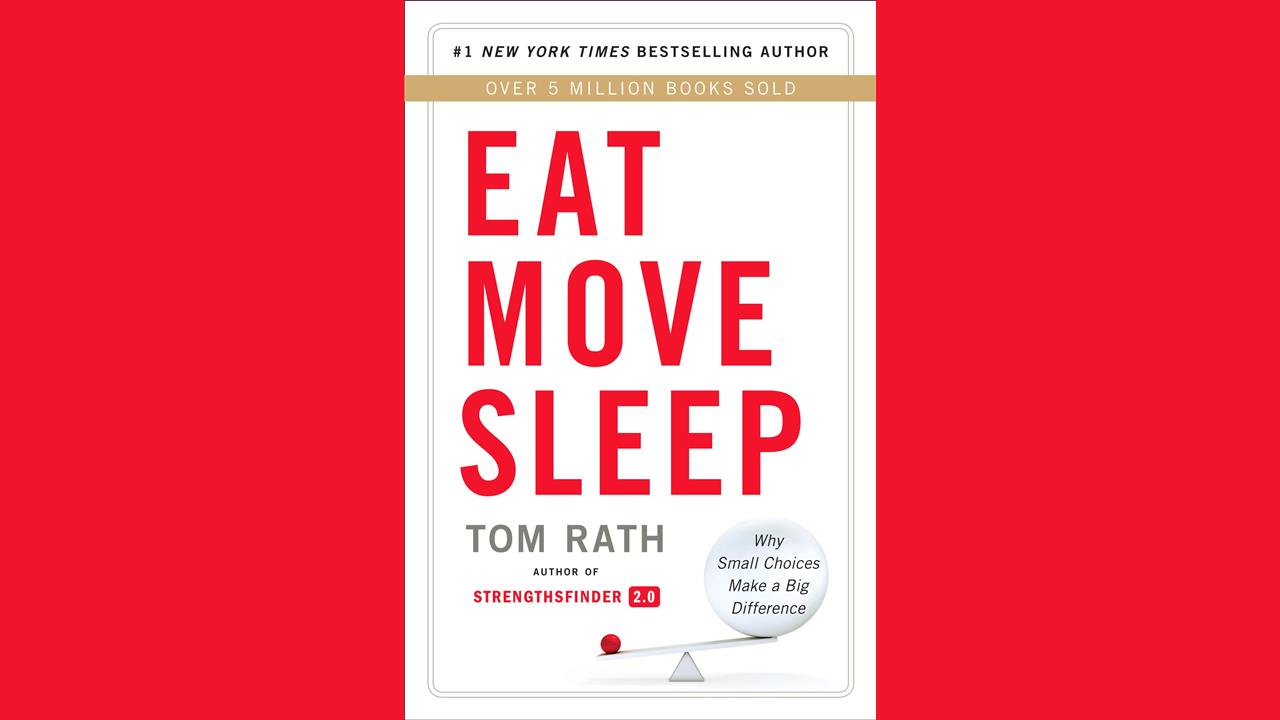 #1 NEW YORK TIMES BESTSELLING AUTHOR
OVER 5 MILLION BOOKS SOLD
EAT
MOVE
SLEEP
TOM RATH
AUTHOR OF
STRENGTHSFINDER 2.0
Why
Small Choices
Make a Big
Difference